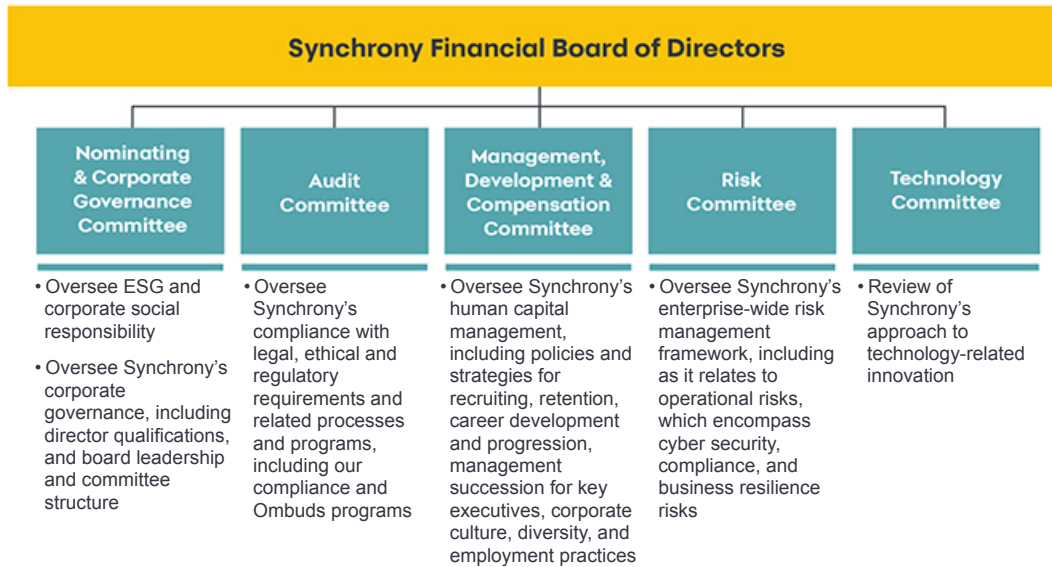 Synchrony Financial Board of Directors
Nominating
& Corporate
Governance
Committee
Audit
Committee
Management,
Development &
Compensation
Committee
Risk
Committee
Technology
Committee
• Oversee ESG and
corporate social
responsibility
• Oversee Synchrony’s
corporate
governance, including
director qualifications,
and board leadership
and committee
structure
• Oversee
Synchrony’s
compliance with
legal, ethical and
regulatory
requirements and
related processes
and programs,
including our
compliance and
Ombuds programs
• Oversee Synchrony’s
human capital
management,
including policies and
strategies for
recruiting, retention,
career development
and progression,
management
succession for key
executives, corporate
culture, diversity, and
employment practices
• Oversee Synchrony’s
enterprise-wide risk
management
framework, including
as it relates to
operational risks,
which encompass
cyber security,
compliance, and
business resilience
risks
• Review of
Synchrony’s
approach to
technology-related
innovation